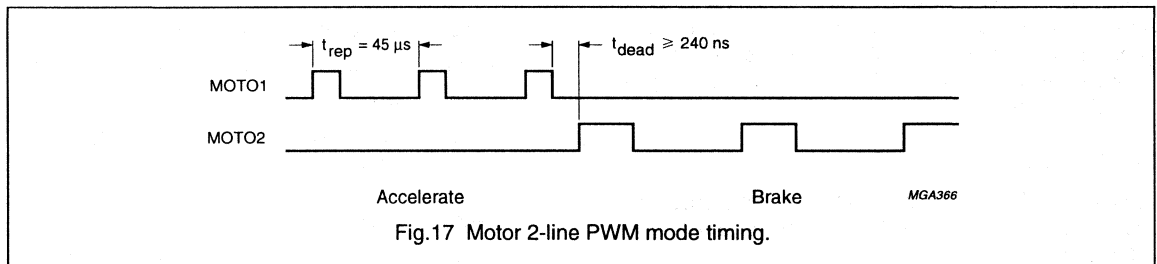 t_rep = 45 µs
t_dead ⩾ 240 ns
MOTO1
MOTO2
Accelerate
Brake
MGA366
Fig.17 Motor 2-line PWM mode timing.